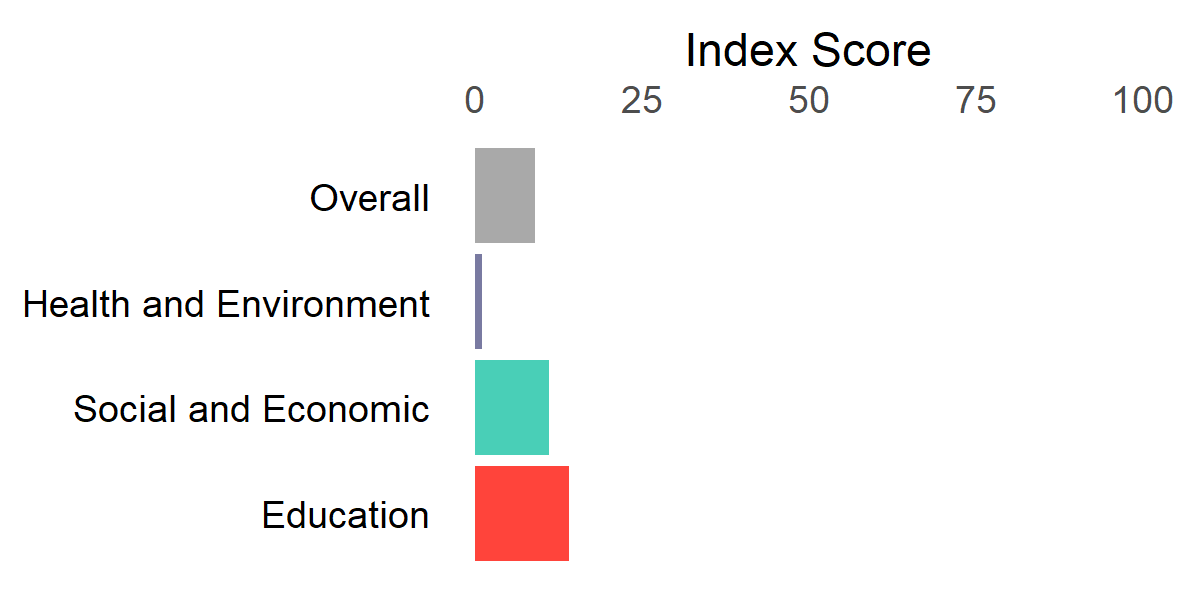 Index Score
0 25 50 75 100
Overall
Health and Environment
Social and Economic
Education